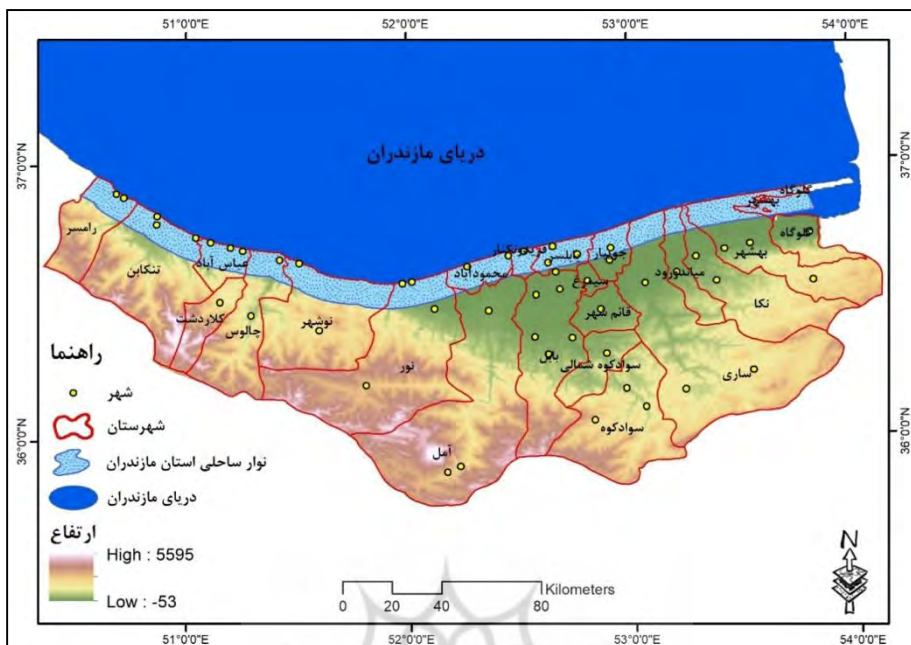 51°0'0"E 52°0'0"E 53°0'0"E 54°0'0"E
37°0'0"N 37°0'0"N
دریای مازندران
گلوگاه
بهشهر
رامسر
تنکابن
عباس آباد
کلاردشت
چالوس
نوشهر
نور
محمودآباد
فریدونکنار
بابلسر
جویبار
سیمرغ
قائم شهر
میاندورود
بهشهر
گلوگاه
نکا
ساری
بابل
سوادکوه شمالی
سوادکوه
آمل
36°0'0"N 36°0'0"N
راهنما
شهر
شهرستان
نوار ساحلی استان مازندران
دریای مازندران
ارتفاع
High : 5595
Low : -53
0 20 40 80 Kilometers
N
51°0'0"E 52°0'0"E 53°0'0"E 54°0'0"E